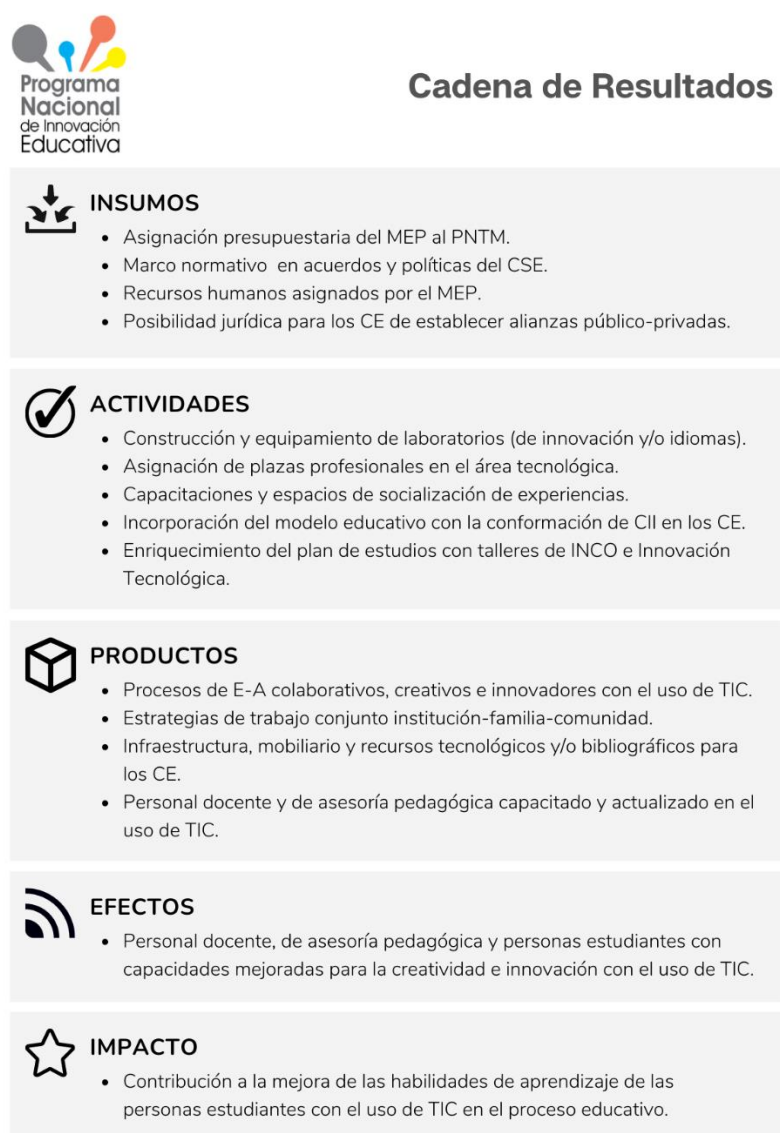 Programa
Nacional
de Innovación
Educativa
Cadena de Resultados
INSUMOS
• Asignación presupuestaria del MEP al PNTM.
• Marco normativo en acuerdos y políticas del CSE.
• Recursos humanos asignados por el MEP.
• Posibilidad jurídica para los CE de establecer alianzas público-privadas.
ACTIVIDADES
• Construcción y equipamiento de laboratorios (de innovación y/o idiomas).
• Asignación de plazas profesionales en el área tecnológica.
• Capacitaciones y espacios de socialización de experiencias.
• Incorporación del modelo educativo con la conformación de CII en los CE.
• Enriquecimiento del plan de estudios con talleres de INCO e Innovación
Tecnológica.
PRODUCTOS
• Procesos de E-A colaborativos, creativos e innovadores con el uso de TIC.
• Estrategias de trabajo conjunto institución-familia-comunidad.
• Infraestructura, mobiliario y recursos tecnológicos y/o bibliográficos para
los CE.
• Personal docente y de asesoría pedagógica capacitado y actualizado en el
uso de TIC.
EFECTOS
• Personal docente, de asesoría pedagógica y personas estudiantes con
capacidades mejoradas para la creatividad e innovación con el uso de TIC.
IMPACTO
• Contribución a la mejora de las habilidades de aprendizaje de las
personas estudiantes con el uso de TIC en el proceso educativo.